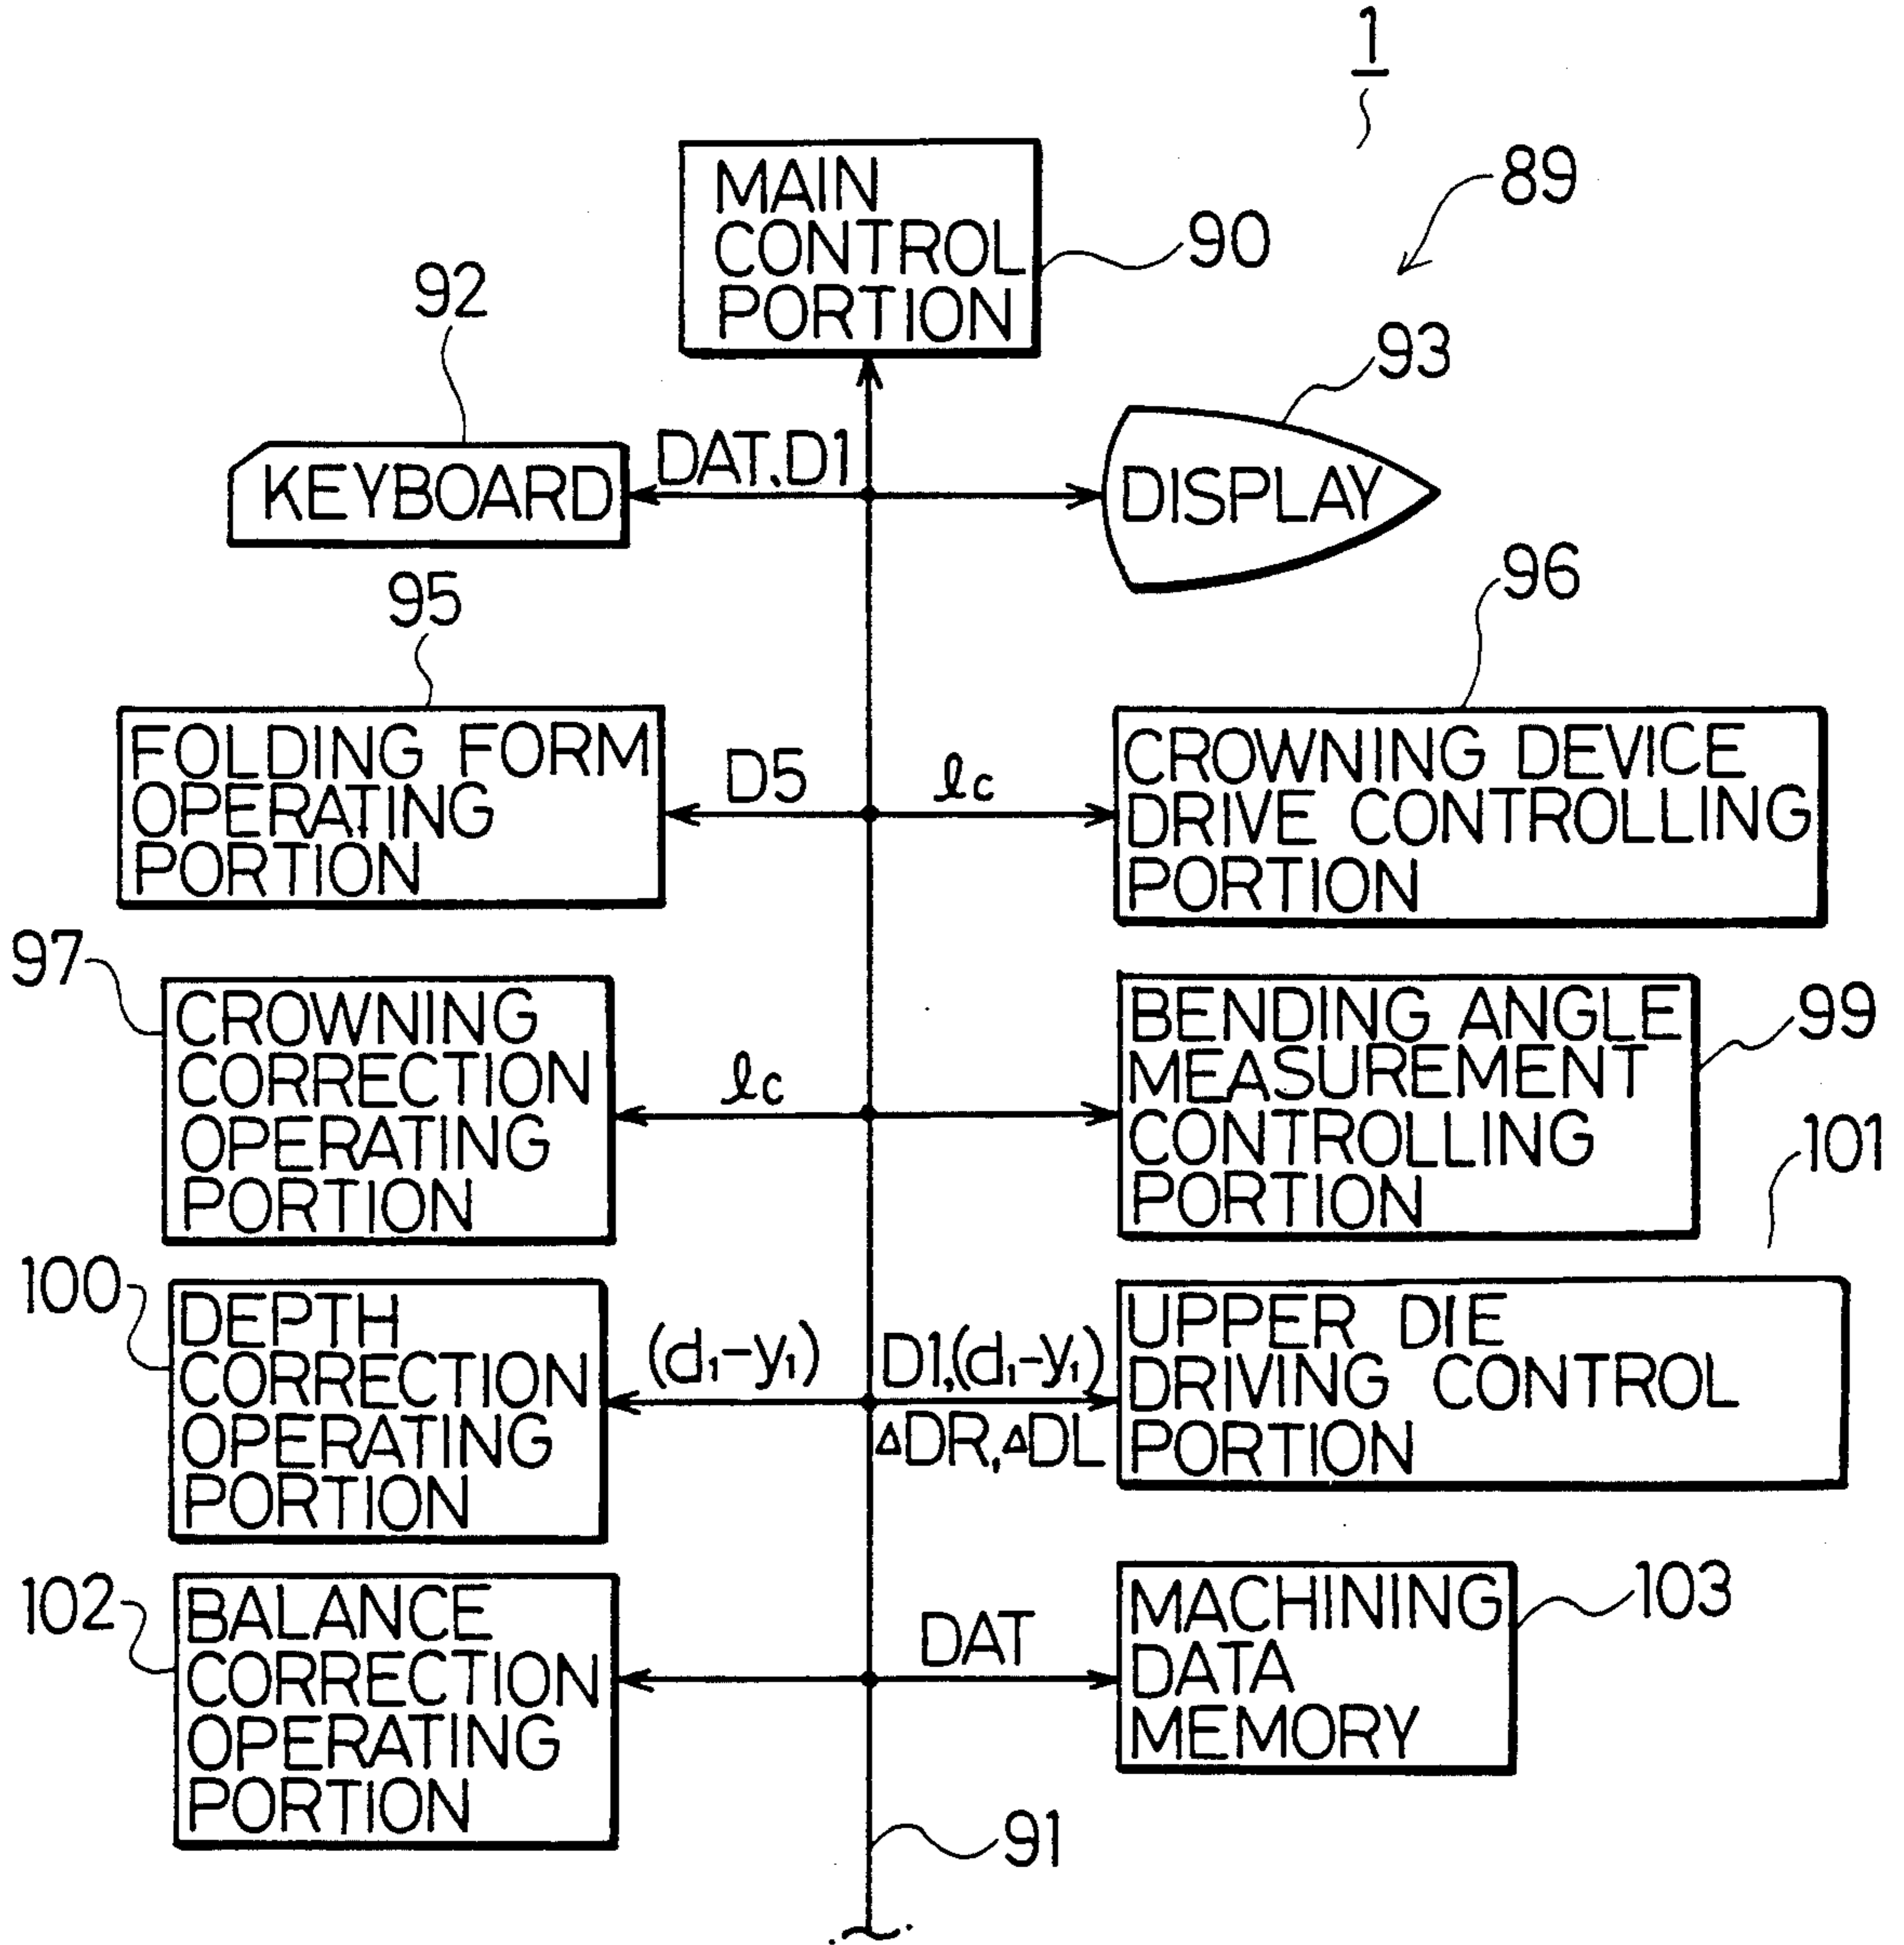 1
89
MAIN
CONTROL
PORTION
90
92
KEYBOARD
DAT, D1
93
DISPLAY
95
FOLDING FORM
OPERATING
PORTION
D5
lc
96
CROWNING DEVICE
DRIVE CONTROLLING
PORTION
97
CROWNING
CORRECTION
OPERATING
PORTION
lc
BENDING ANGLE
MEASUREMENT
CONTROLLING
PORTION
99
100
DEPTH
CORRECTION
OPERATING
PORTION
(d₁-y₁)
D1,(d₁-y₁)
ΔDR,ΔDL
101
UPPER DIE
DRIVING CONTROL
PORTION
102
BALANCE
CORRECTION
OPERATING
PORTION
DAT
MACHINING
DATA
MEMORY
103
91